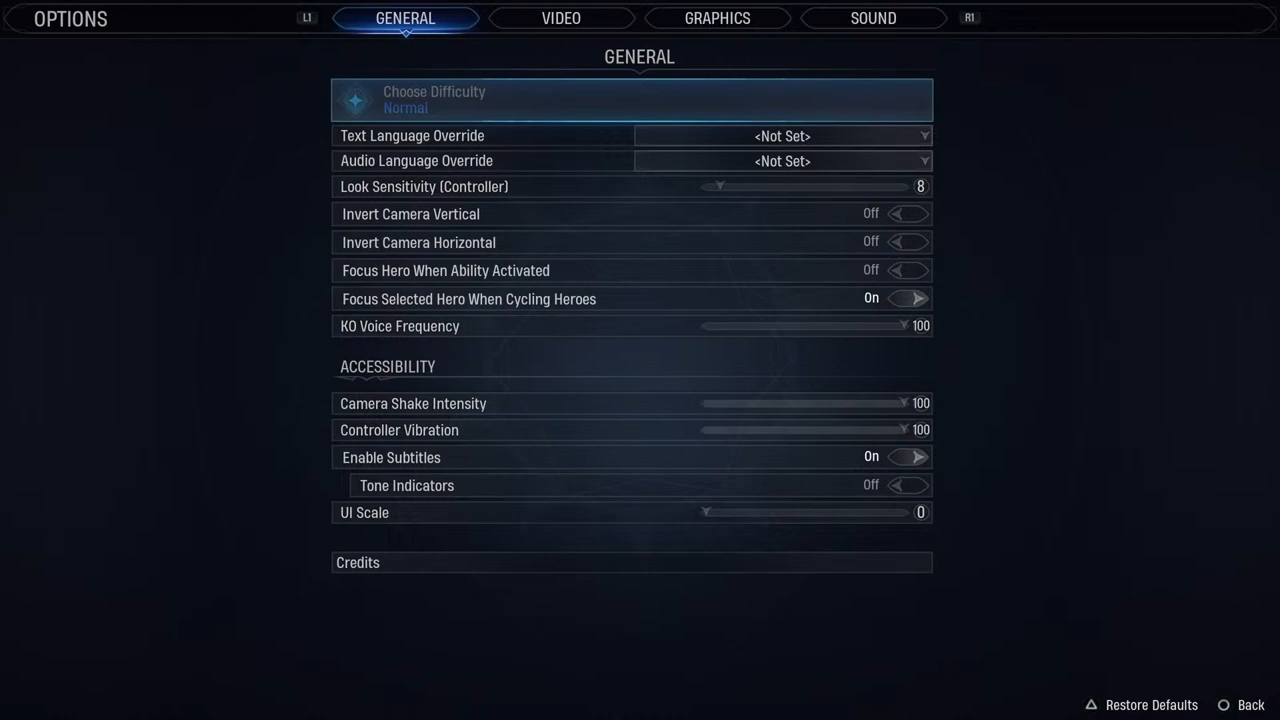 OPTIONS
L1
GENERAL
VIDEO
GRAPHICS
SOUND
R1
GENERAL
Choose Difficulty
Normal
Text Language Override
<Not Set>
Audio Language Override
<Not Set>
Look Sensitivity (Controller)
8
Invert Camera Vertical
Off
Invert Camera Horizontal
Off
Focus Hero When Ability Activated
Off
Focus Selected Hero When Cycling Heroes
On
KO Voice Frequency
100
ACCESSIBILITY
Camera Shake Intensity
100
Controller Vibration
100
Enable Subtitles
On
Tone Indicators
Off
UI Scale
0
Credits
Restore Defaults
Back